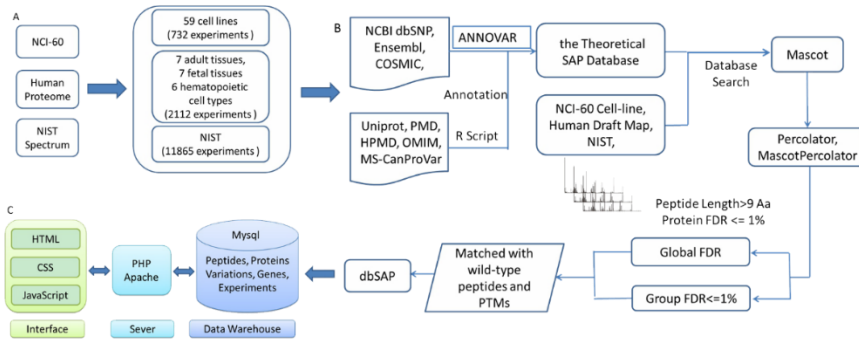 A
NCI-60
Human
Proteome
NIST
Spectrum
59 cell lines
(732 experiments )
7 adult tissues,
7 fetal tissues
6 hematopoietic
cell types
(2112 experiments )
NIST
(11865 experiments )
B
NCBI dbSNP,
Ensembl,
COSMIC,
ANNOVAR
Annotation
Uniprot, PMD,
HPMD, OMIM,
MS-CanProVar
R Script
the Theoretical
SAP Database
NCI-60 Cell-line,
Human Draft Map,
NIST,
Database
Search
Mascot
Percolator,
MascotPercolator
Peptide Length>9 Aa
Protein FDR <= 1%
Global FDR
Group FDR<=1%
Matched with
wild-type
peptides and
PTMs
dbSAP
C
HTML
CSS
JavaScript
PHP
Apache
Mysql
Peptides, Proteins
Variations, Genes,
Experiments
Interface
Sever
Data Warehouse